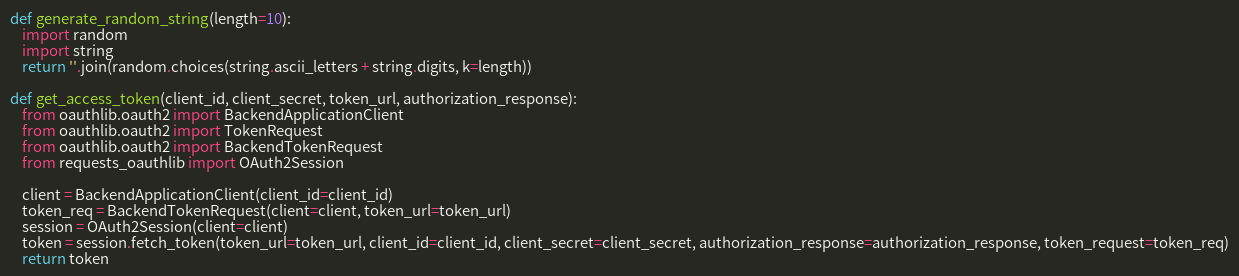 def generate_random_string(length=10):
    import random
    import string
    return ''.join(random.choices(string.ascii_letters + string.digits, k=length))

def get_access_token(client_id, client_secret, token_url, authorization_response):
    from oauthlib.oauth2 import BackendApplicationClient
    from oauthlib.oauth2 import TokenRequest
    from oauthlib.oauth2 import BackendTokenRequest
    from requests_oauthlib import OAuth2Session

    client = BackendApplicationClient(client_id=client_id)
    token_req = BackendTokenRequest(client=client, token_url=token_url)
    session = OAuth2Session(client=client)
    token = session.fetch_token(token_url=token_url, client_id=client_id, client_secret=client_secret, authorization_response=authorization_response, token_request=token_req)
    return token